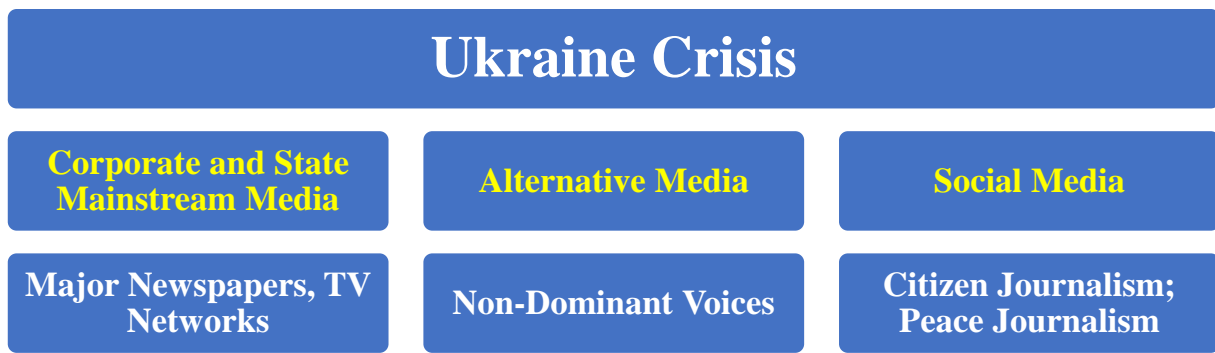 Ukraine Crisis
Corporate and State
Mainstream Media
Alternative Media
Social Media
Major Newspapers, TV
Networks
Non-Dominant Voices
Citizen Journalism;
Peace Journalism